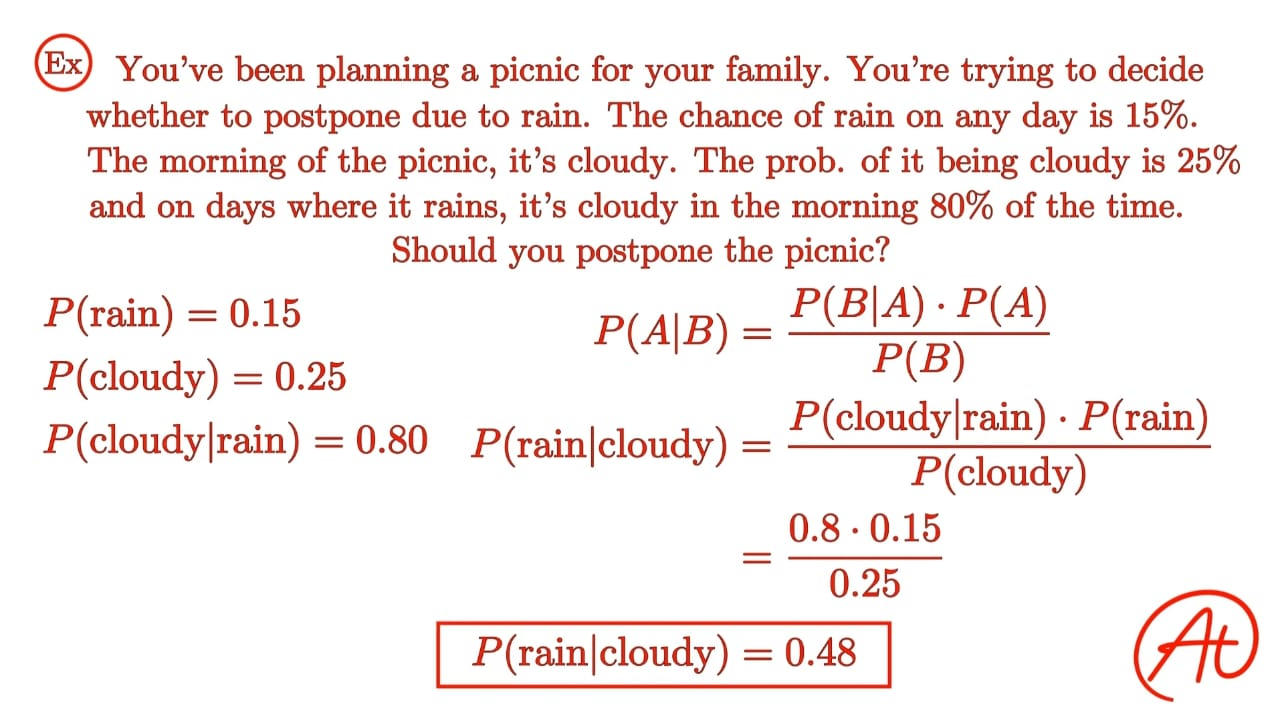 Ex You've been planning a picnic for your family. You're trying to decide
whether to postpone due to rain. The chance of rain on any day is 15%.
The morning of the picnic, it's cloudy. The prob. of it being cloudy is 25%
and on days where it rains, it's cloudy in the morning 80% of the time.
Should you postpone the picnic?
P(rain) = 0.15
P(cloudy) = 0.25
P(cloudy|rain) = 0.80
P(A|B) = P(B|A) · P(A) / P(B)
P(rain|cloudy) = P(cloudy|rain) · P(rain) / P(cloudy)
= 0.8 · 0.15 / 0.25
P(rain|cloudy) = 0.48
At